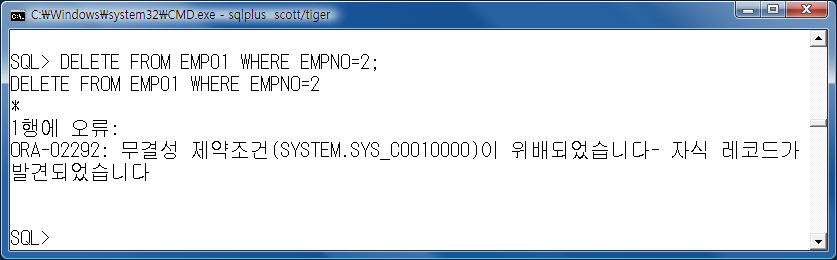 C:₩Windows₩system32₩CMD.exe - sqlplus  scott/tiger
SQL> DELETE FROM EMP01 WHERE EMPNO=2;
DELETE FROM EMP01 WHERE EMPNO=2
*
1행에 오류:
ORA-02292: 무결성 제약조건(SYSTEM.SYS_C0010000)이 위배되었습니다- 자식 레코드가
발견되었습니다
SQL>